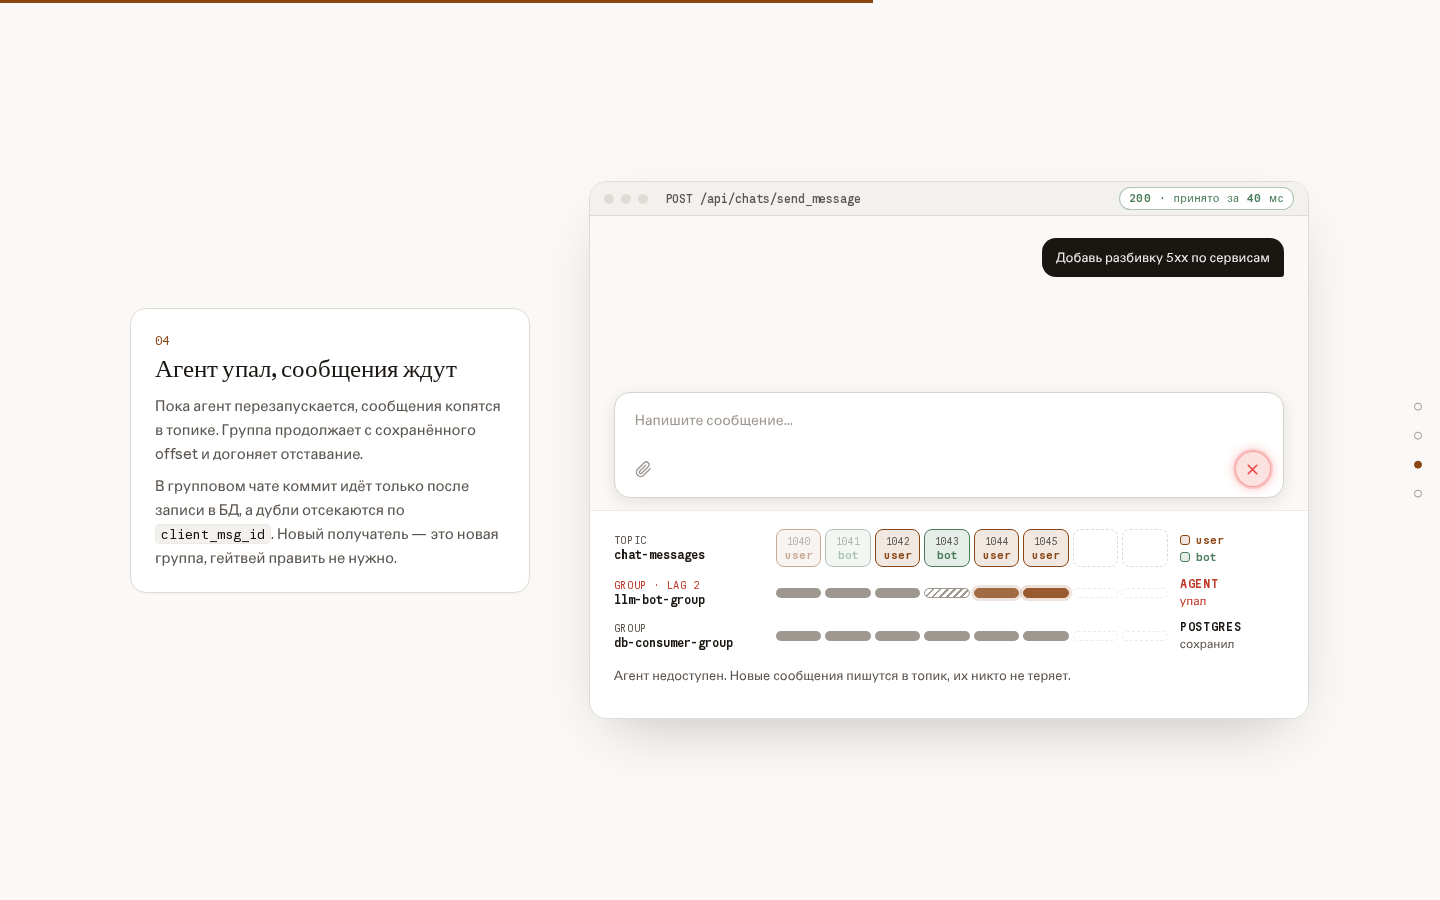 04
Агент упал, сообщения ждут
Пока агент перезапускается, сообщения копятся
в топике. Группа продолжает с сохранённого
offset и догоняет отставание.
В групповом чате коммит идёт только после
записи в БД, а дубли отсекаются по
client_msg_id. Новый получатель — это новая
группа, гейтвей править не нужно.
POST /api/chats/send_message
200 · принято за 40 мс
Добавь разбивку 5xx по сервисам
Напишите сообщение...
TOPIC
chat-messages
1040 user
1041 bot
1042 user
1043 bot
1044 user
1045 user
user
bot
GROUP · LAG 2
llm-bot-group
AGENT
упал
GROUP
db-consumer-group
POSTGRES
сохранил
Агент недоступен. Новые сообщения пишутся в топик, их никто не теряет.